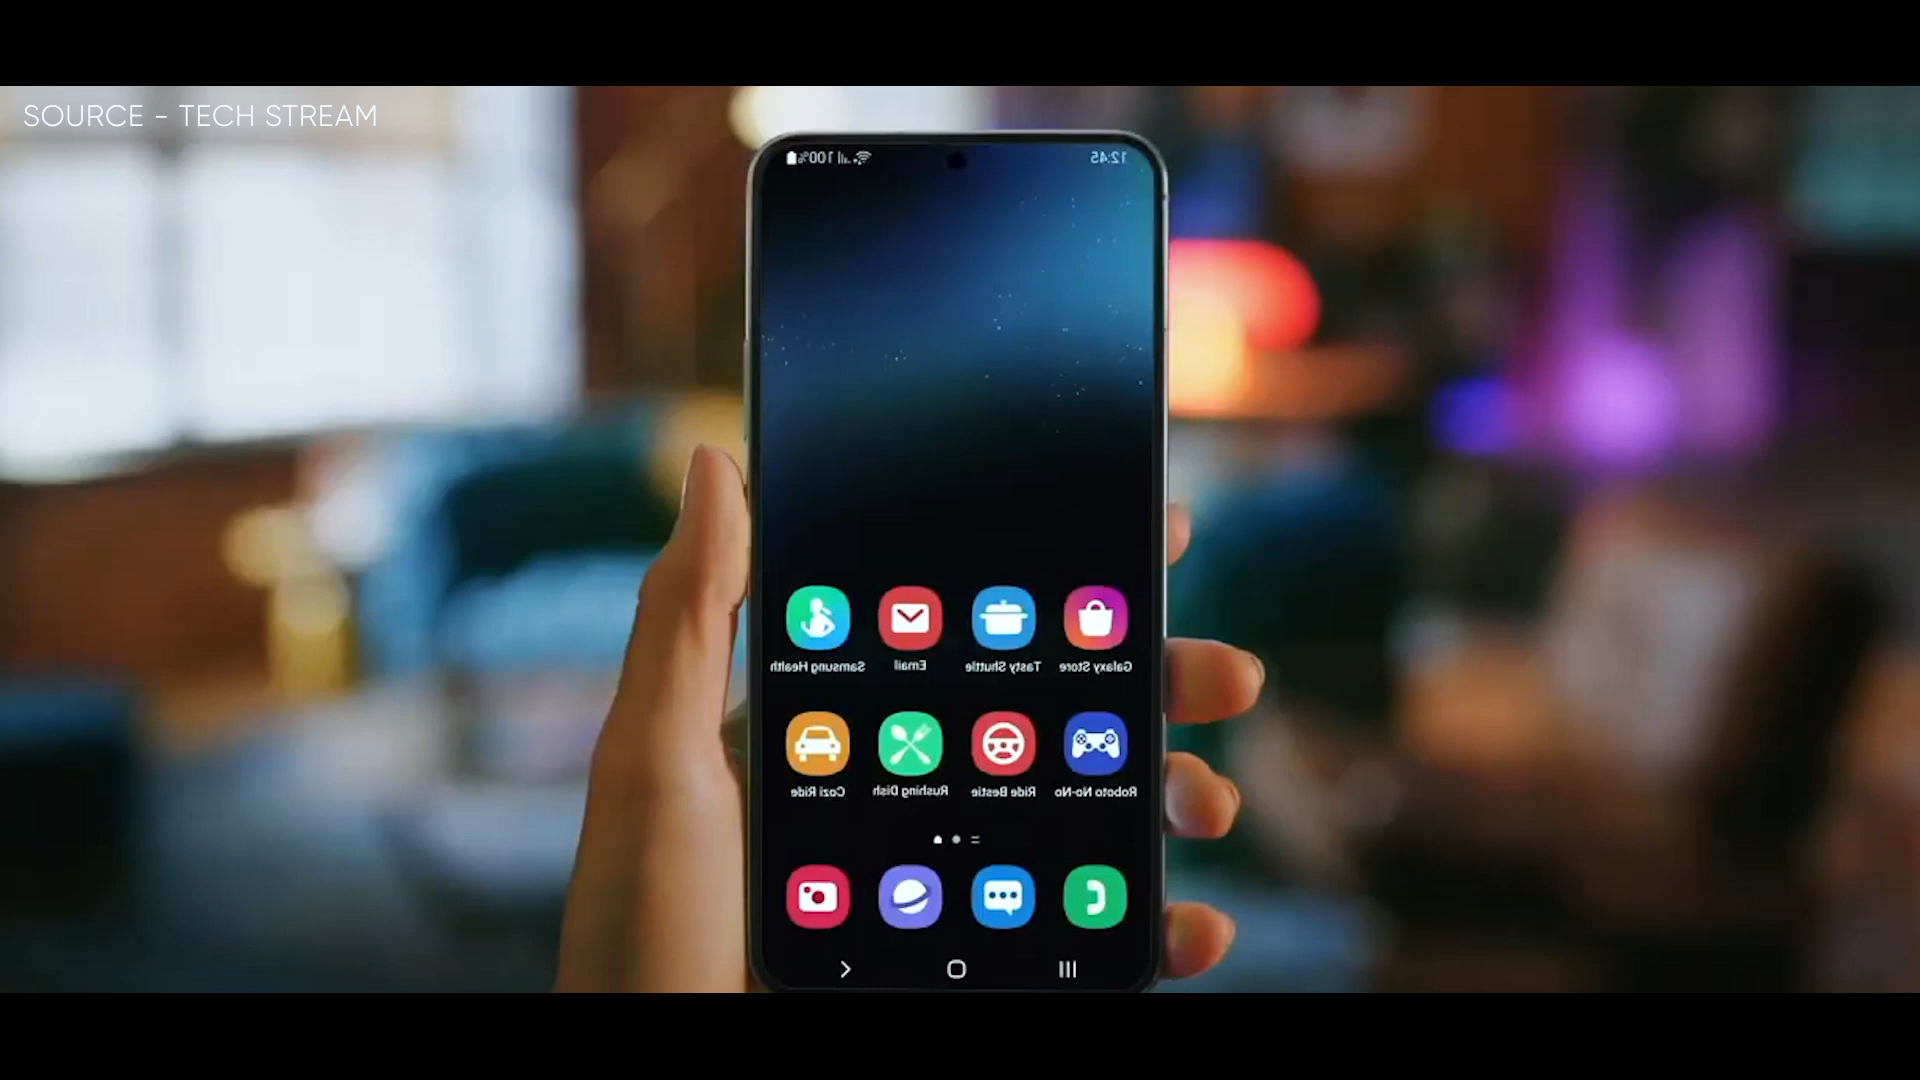 SOURCE - TECH STREAM
100% 12:45
Samsung Health Email Tasty Shuttle Galaxy Store
Cozi Ride Rushing Dish Ride Bestie Roboto No-No